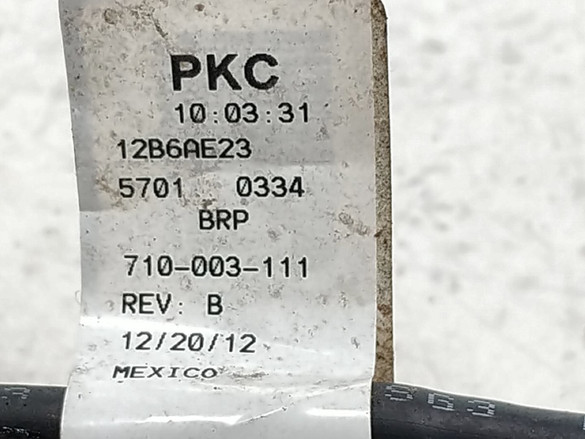 PKC
10:03:31
12B6AE23
5701 0334
BRP
710-003-111
REV: B
12/20/12
MEXICO